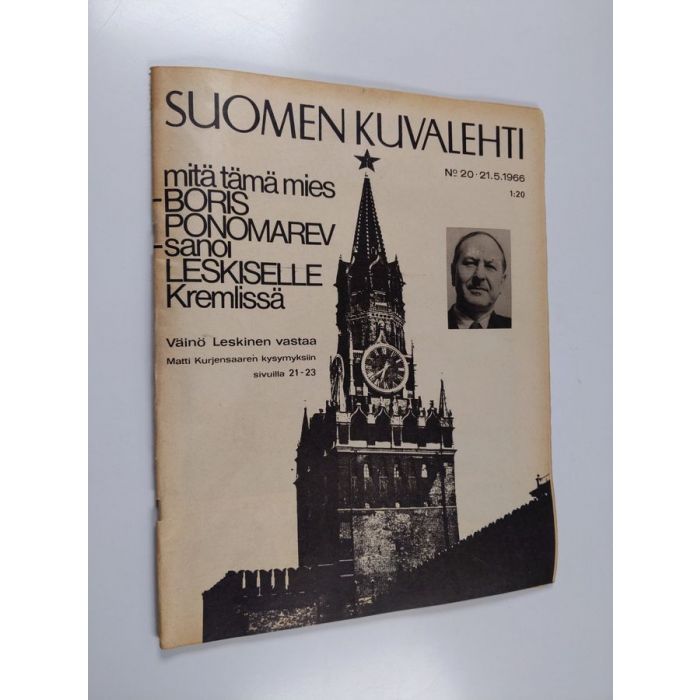 SUOMEN KUVALEHTI
Nº 20 · 21.5.1966
1:20
mitä tämä mies
-BORIS
PONOMAREV
-sanoi
LESKISELLE
Kremlissä
Väinö Leskinen vastaa
Matti Kurjensaaren kysymyksiin
sivuilla 21-23